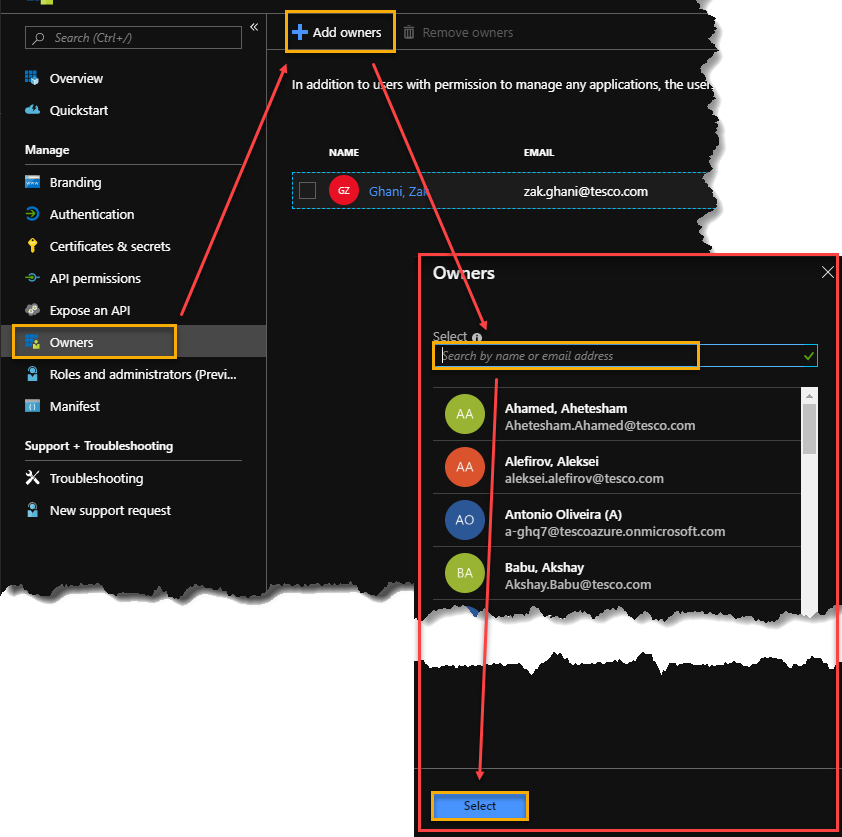 Search (Ctrl+/)
«
Overview
Quickstart
Manage
Branding
Authentication
Certificates & secrets
API permissions
Expose an API
Owners
Roles and administrators (Previ...
Manifest
Support + Troubleshooting
Troubleshooting
New support request
Add owners
Remove owners
In addition to users with permission to manage any applications, the user
NAME EMAIL
GZ Ghani, Zak zak.ghani@tesco.com
Owners
Select
Search by name or email address
AA Ahamed, Ahetesham
Ahetesham.Ahamed@tesco.com
AA Alefirov, Aleksei
aleksei.alefirov@tesco.com
AO Antonio Oliveira (A)
a-ghq7@tescoazure.onmicrosoft.com
BA Babu, Akshay
Akshay.Babu@tesco.com
Select